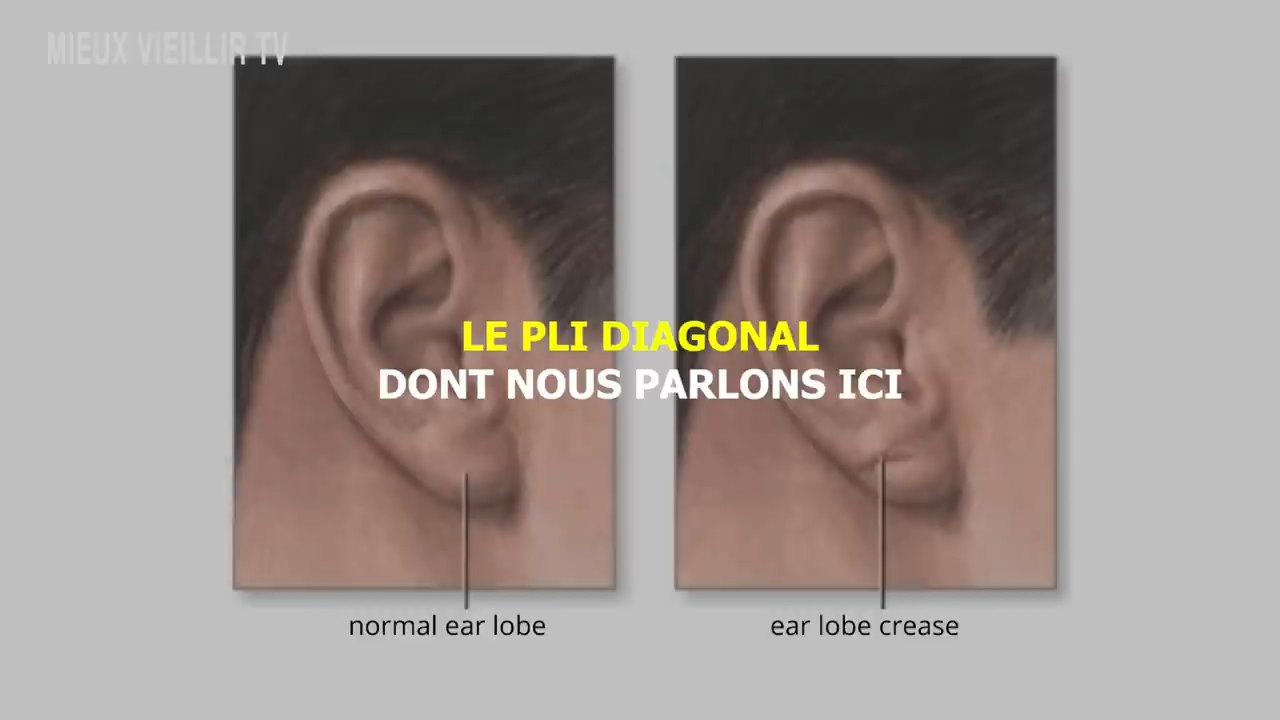 MIEUX VIEILLIR TV
LE PLI DIAGONAL
DONT NOUS PARLONS ICI
normal ear lobe
ear lobe crease